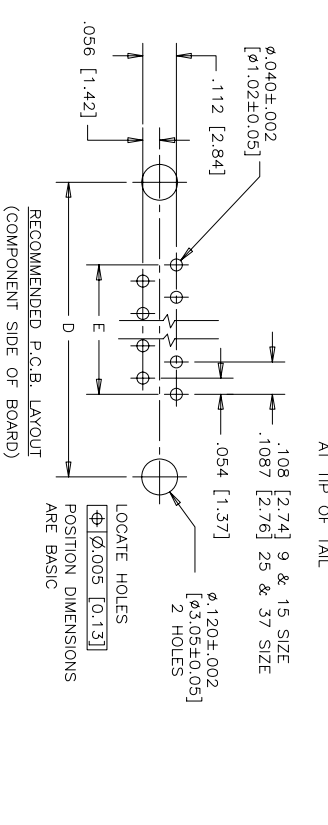 AT TIP OF TAIL
.108 [2.74] 9 & 15 SIZE
.1087 [2.76] 25 & 37 SIZE
ø.040±.002
[ø1.02±0.05]
.112 [2.84]
.056 [1.42]
.054 [1.37]
ø.120±.002
[ø3.05±0.05]
2 HOLES
E
D
LOCATE HOLES
⌖ Ø.005 [0.13]
POSITION DIMENSIONS
ARE BASIC
RECOMMENDED P.C.B. LAYOUT
(COMPONENT SIDE OF BOARD)